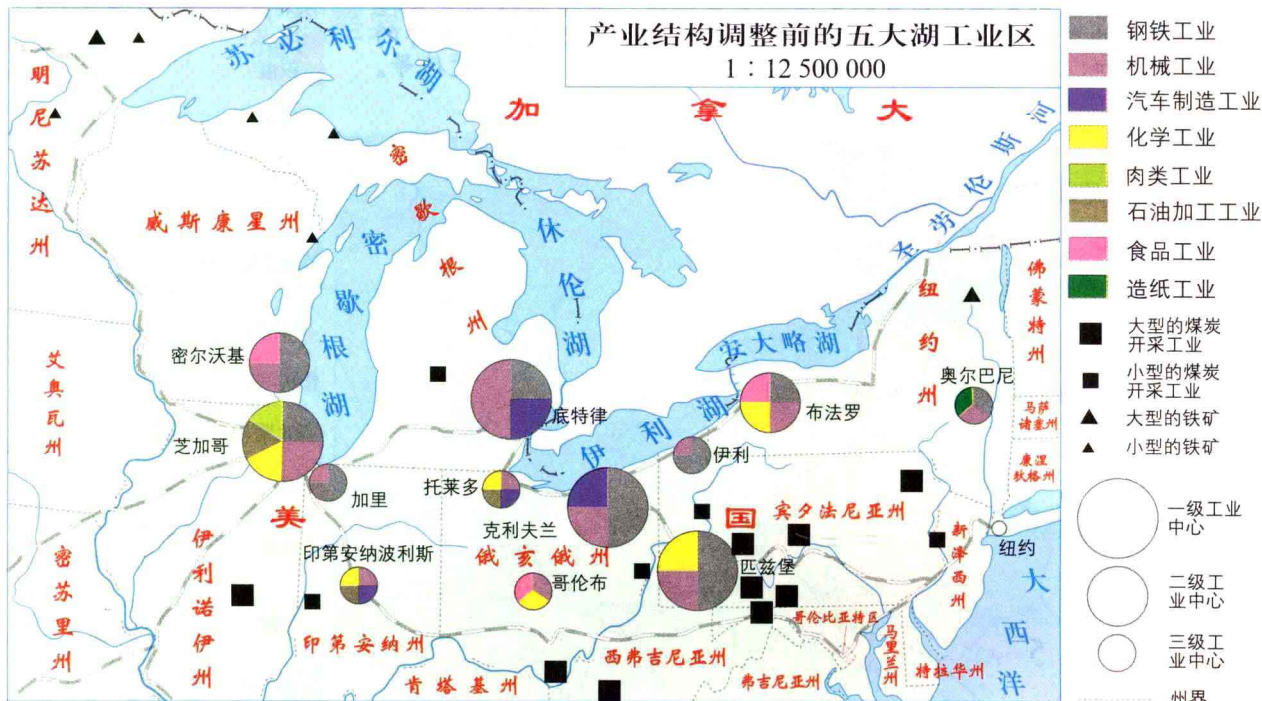 产业结构调整前的五大湖工业区
1：12 500 000
苏必利尔湖
加拿大
明尼苏达州
威斯康星州
密歇根州
密歇根湖
休伦湖
圣劳伦斯河
安大略湖
伊利湖
纽约州
佛蒙特州
马萨
诸塞州
康涅
狄格州
艾奥瓦州
密尔沃基
芝加哥
加里
底特律
布法罗
奥尔巴尼
伊利
托莱多
克利夫兰
美国
宾夕法尼亚州
匹兹堡
纽约
新泽西州
大西洋
印第安纳波利斯
俄亥俄州
哥伦布
伊利诺伊州
密苏里州
印第安纳州
肯塔基州
西弗吉尼亚州
弗吉尼亚州
哥伦比亚特区
马里兰州
特拉华州
钢铁工业
机械工业
汽车制造工业
化学工业
肉类工业
石油加工工业
食品工业
造纸工业
大型的煤炭
开采工业
小型的煤炭
开采工业
大型的铁矿
小型的铁矿
一级工业
中心
二级工
业中心
三级工
业中心
州界